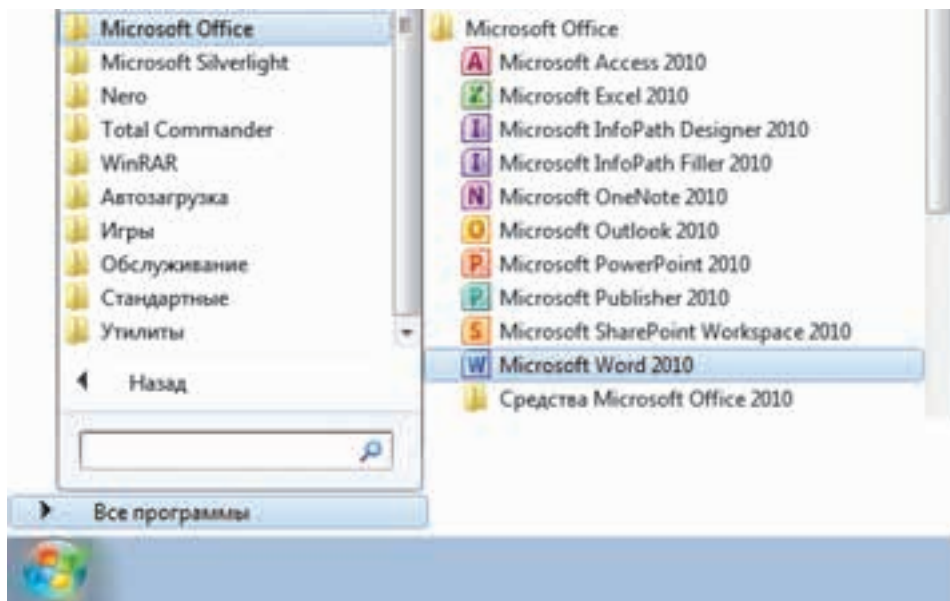 Microsoft Office
Microsoft Silverlight
Nero
Total Commander
WinRAR
Автозагрузка
Игры
Обслуживание
Стандартные
Утилиты
Назад
Все программы
Microsoft Office
Microsoft Access 2010
Microsoft Excel 2010
Microsoft InfoPath Designer 2010
Microsoft InfoPath Filler 2010
Microsoft OneNote 2010
Microsoft Outlook 2010
Microsoft PowerPoint 2010
Microsoft Publisher 2010
Microsoft SharePoint Workspace 2010
Microsoft Word 2010
Средства Microsoft Office 2010